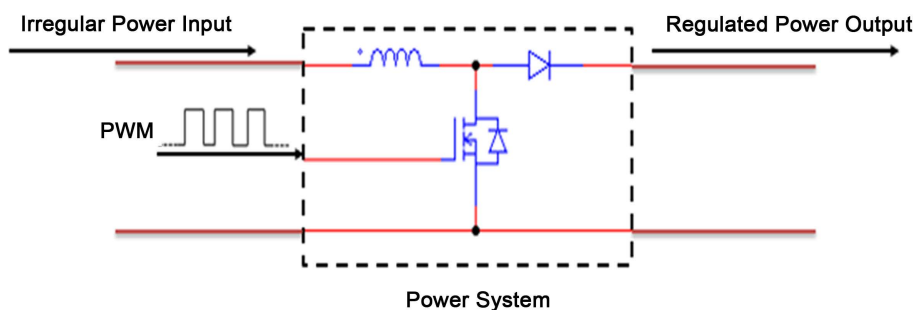 Irregular Power Input
Regulated Power Output
PWM
Power System